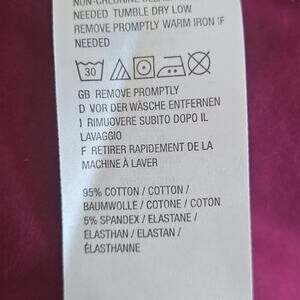 NON-CHLORINE
NEEDED TUMBLE DRY LOW
REMOVE PROMPTLY WARM IRON IF
NEEDED
30
GB REMOVE PROMPTLY
D VOR DER WÄSCHE ENTFERNEN
I RIMUOVERE SUBITO DOPO IL
LAVAGGIO
F RETIRER RAPIDEMENT DE LA
MACHINE À LAVER
95% COTTON / COTTON /
BAUMWOLLE / COTONE / COTON
5% SPANDEX / ELASTANE /
ELASTHAN / ELASTAN /
ÉLASTHANNE